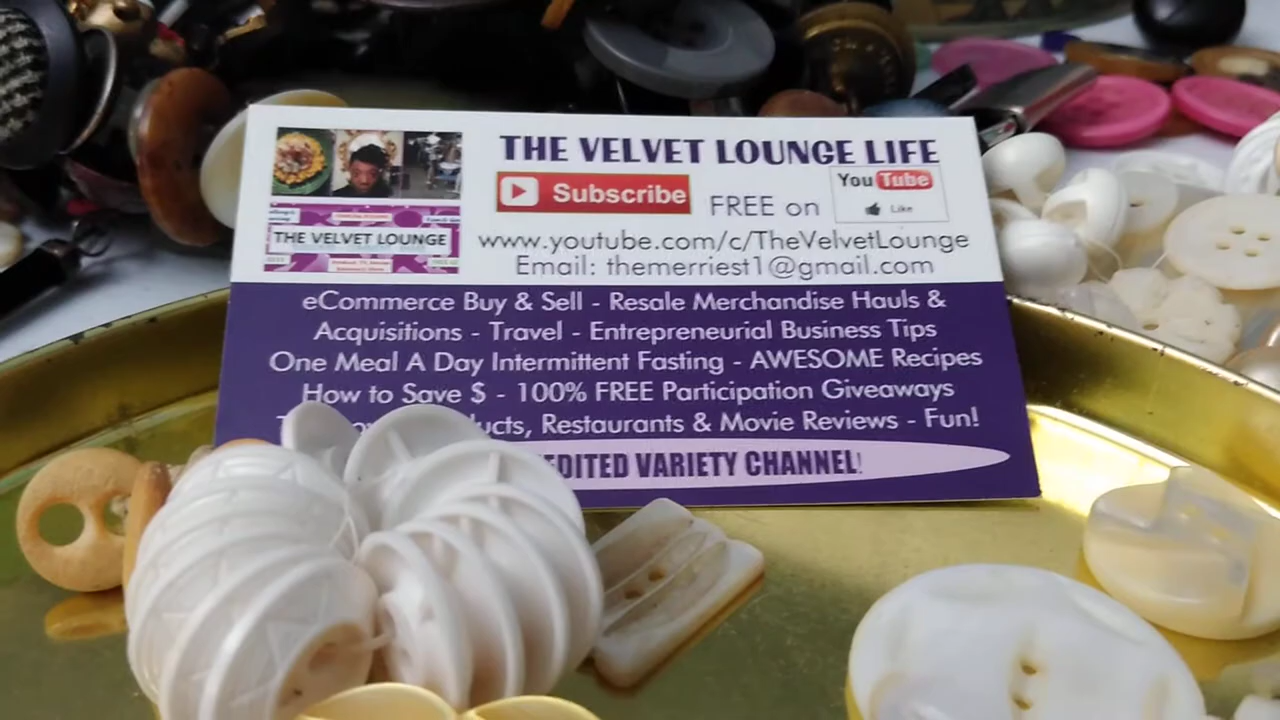 THE VELVET LOUNGE LIFE
Subscribe
FREE on
You Tube
Like
THE VELVET LOUNGE
www.youtube.com/c/TheVelvetLounge
Email: themerriest1@gmail.com
eCommerce Buy & Sell - Resale Merchandise Hauls &
Acquisitions - Travel - Entrepreneurial Business Tips
One Meal A Day Intermittent Fasting - AWESOME Recipes
How to Save $ - 100% FREE Participation Giveaways
ucts, Restaurants & Movie Reviews - Fun!
EDITED VARIETY CHANNEL!